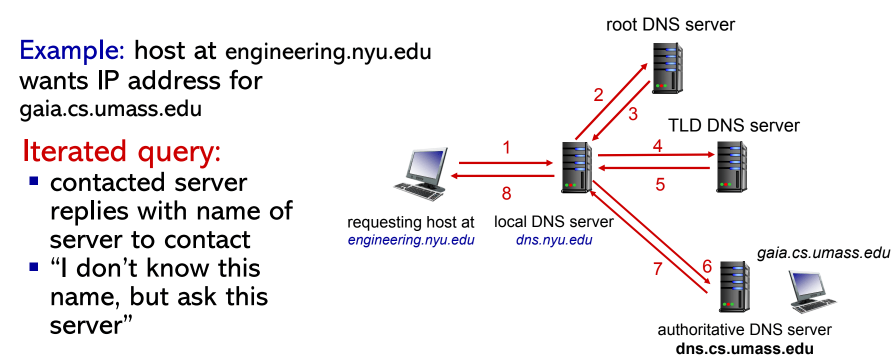 Example: host at engineering.nyu.edu
wants IP address for
gaia.cs.umass.edu
Iterated query:
▪ contacted server
replies with name of
server to contact
▪ “I don’t know this
name, but ask this
server”
root DNS server
2
3
TLD DNS server
1
4
5
8
requesting host at
engineering.nyu.edu
local DNS server
dns.nyu.edu
gaia.cs.umass.edu
6
7
authoritative DNS server
dns.cs.umass.edu